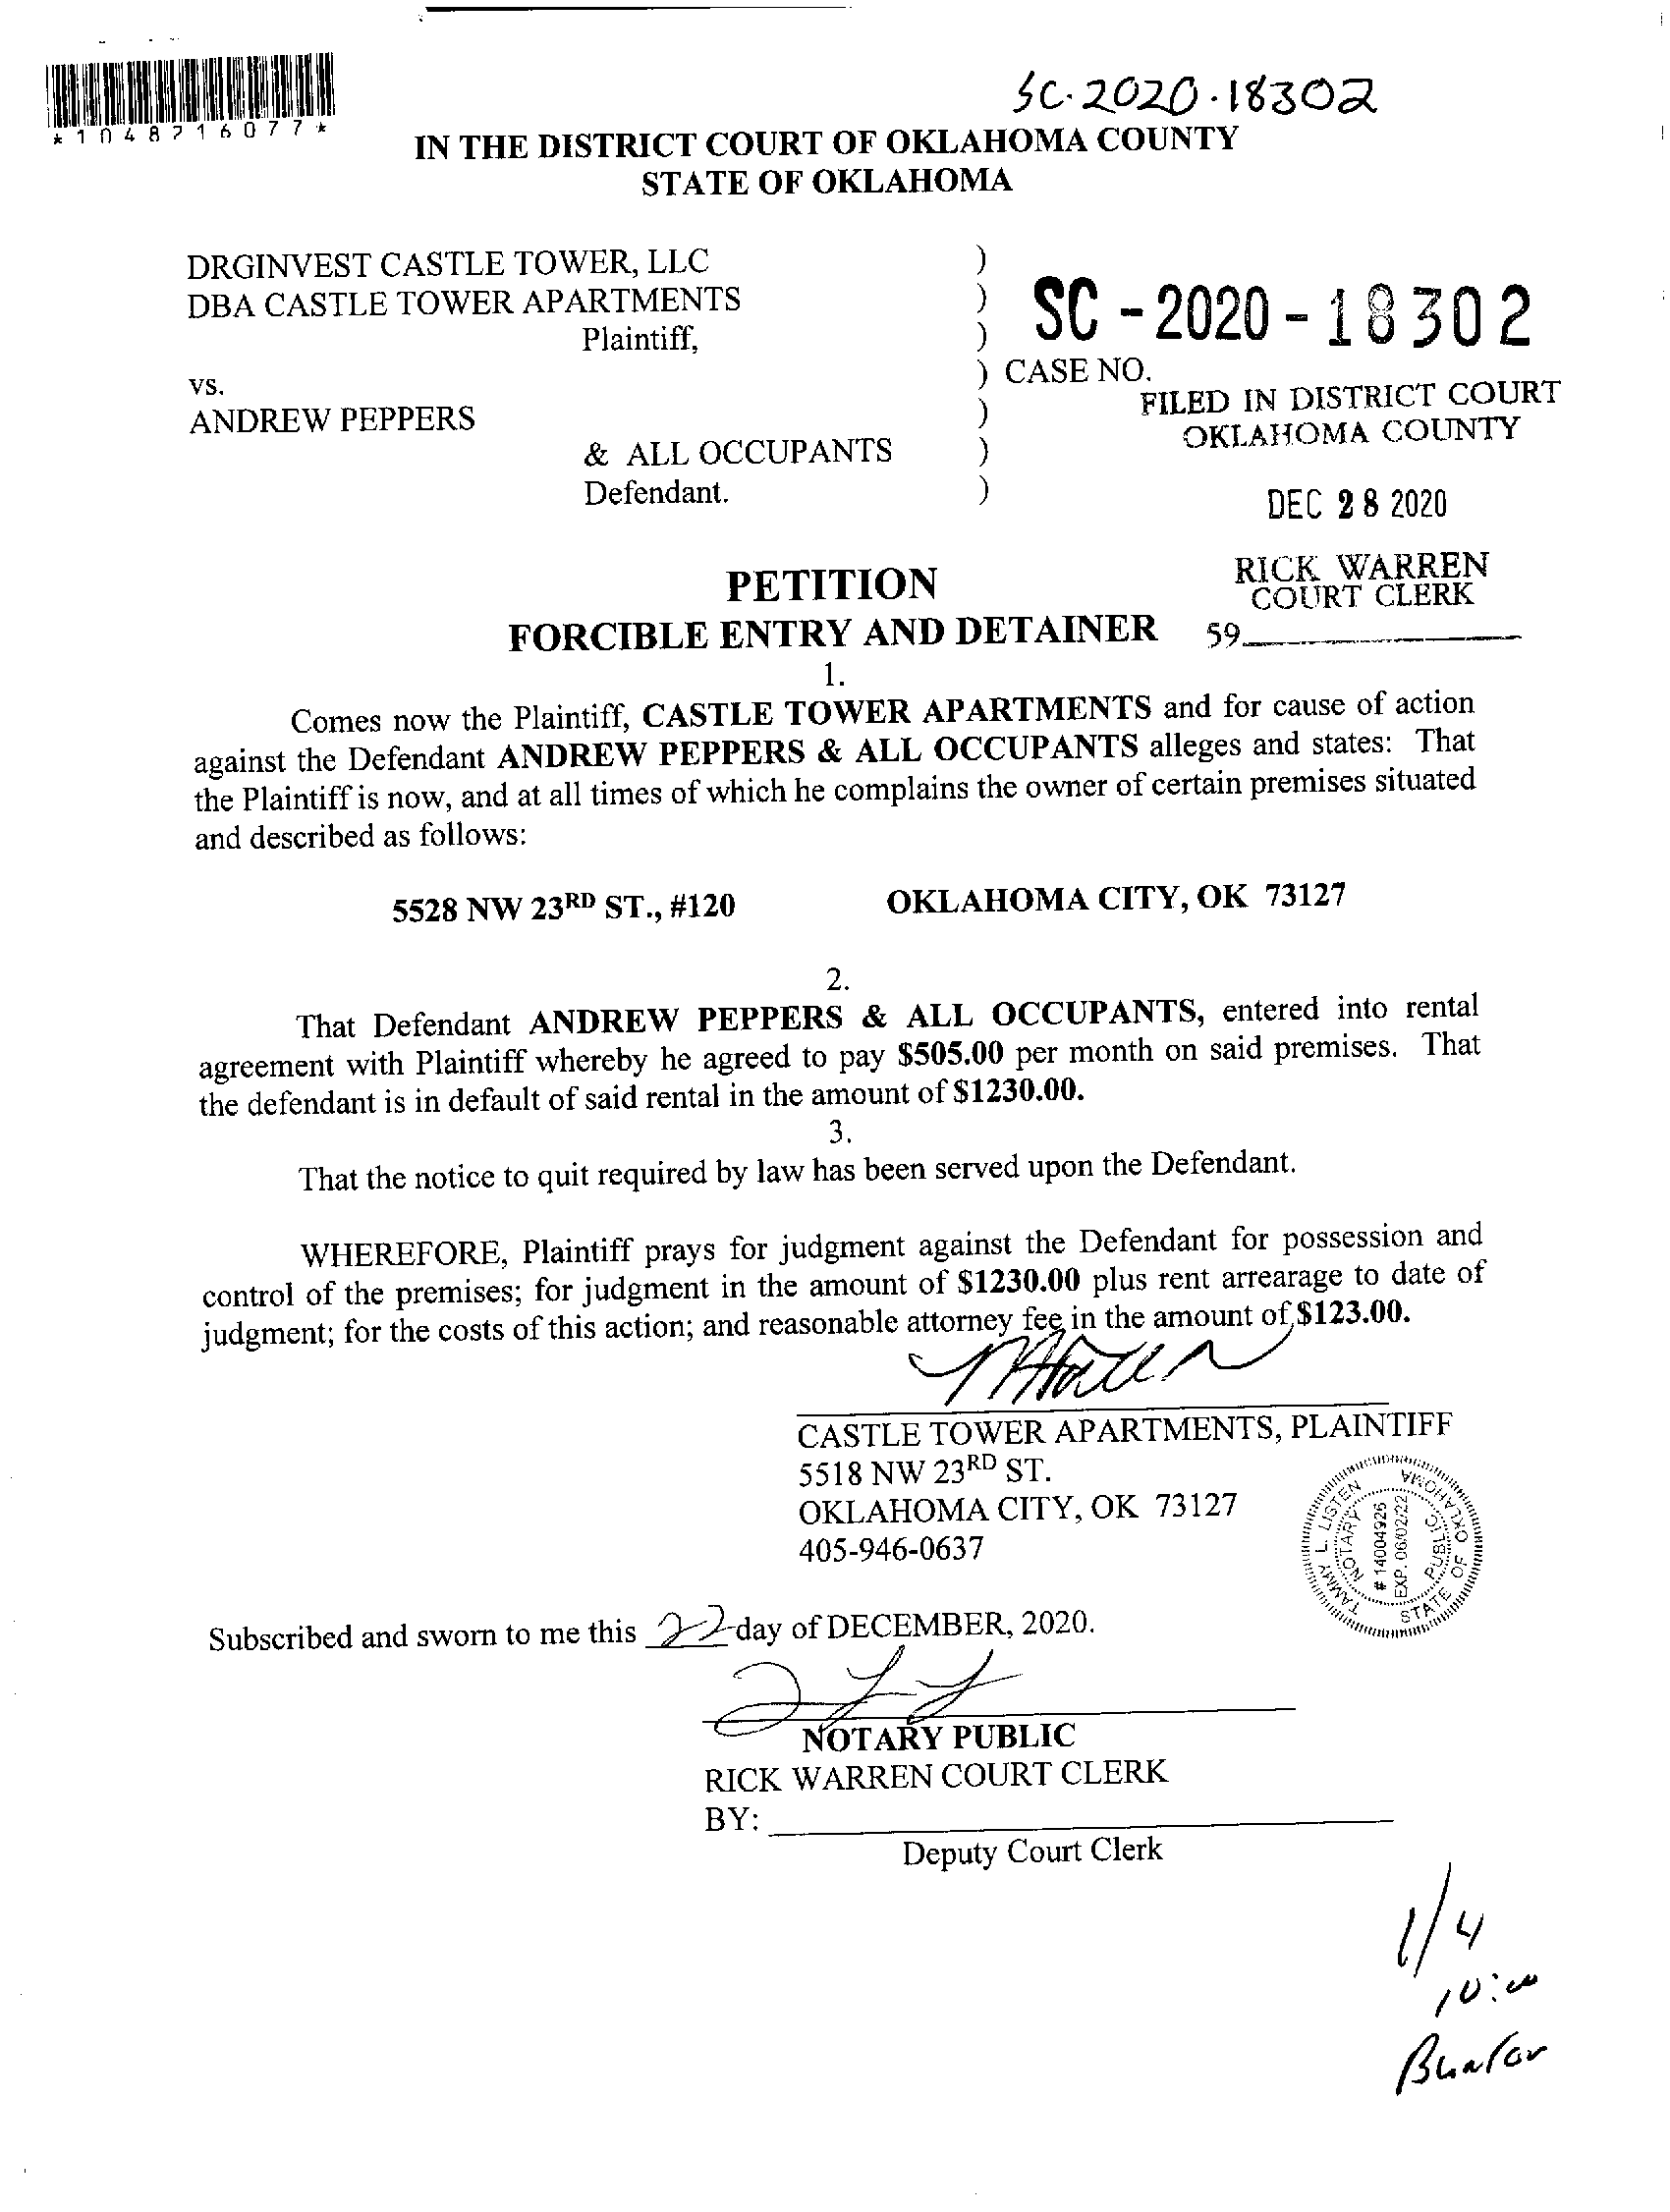 SC-2020-18302
*1048216077*
IN THE DISTRICT COURT OF OKLAHOMA COUNTY
STATE OF OKLAHOMA
DRGINVEST CASTLE TOWER, LLC )
DBA CASTLE TOWER APARTMENTS )
Plaintiff, )
SC-2020-18302
) CASE NO.
vs.
FILED IN DISTRICT COURT
ANDREW PEPPERS )
OKLAHOMA COUNTY
& ALL OCCUPANTS )
Defendant. )
DEC 28 2020
RICK WARREN
COURT CLERK
59
PETITION
FORCIBLE ENTRY AND DETAINER
1.
Comes now the Plaintiff, CASTLE TOWER APARTMENTS and for cause of action
against the Defendant ANDREW PEPPERS & ALL OCCUPANTS alleges and states: That
the Plaintiff is now, and at all times of which he complains the owner of certain premises situated
and described as follows:
5528 NW 23RD ST., #120 OKLAHOMA CITY, OK 73127
2.
That Defendant ANDREW PEPPERS & ALL OCCUPANTS, entered into rental
agreement with Plaintiff whereby he agreed to pay $505.00 per month on said premises. That
the defendant is in default of said rental in the amount of $1230.00.
3.
That the notice to quit required by law has been served upon the Defendant.
WHEREFORE, Plaintiff prays for judgment against the Defendant for possession and
control of the premises; for judgment in the amount of $1230.00 plus rent arrearage to date of
judgment; for the costs of this action; and reasonable attorney fee in the amount of $123.00.
CASTLE TOWER APARTMENTS, PLAINTIFF
5518 NW 23RD ST.
OKLAHOMA CITY, OK 73127
405-946-0637
TAMMY L. LISTEN
NOTARY PUBLIC
# 14004926
EXP. 06/02/22
STATE OF OKLAHOMA
Subscribed and sworn to me this 22 day of DECEMBER, 2020.
NOTARY PUBLIC
RICK WARREN COURT CLERK
BY:
Deputy Court Clerk
1/4
10:00